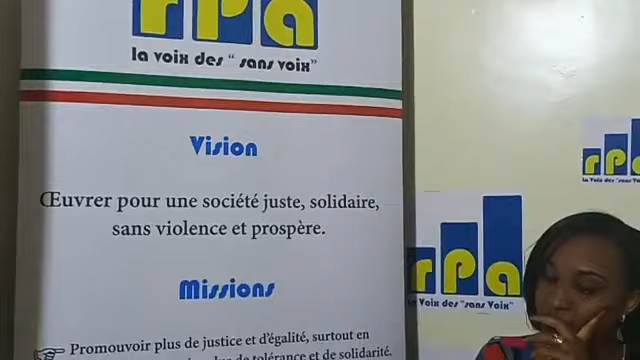 rpa
la voix des “ sans voix”
Vision
Œuvrer pour une société juste, solidaire,
sans violence et prospère.
Missions
Promouvoir plus de justice et d'égalité, surtout en
de tolérance et de solidarité.
rpa
la Voix des “sans Voix”
rpa
la Voix des “sans